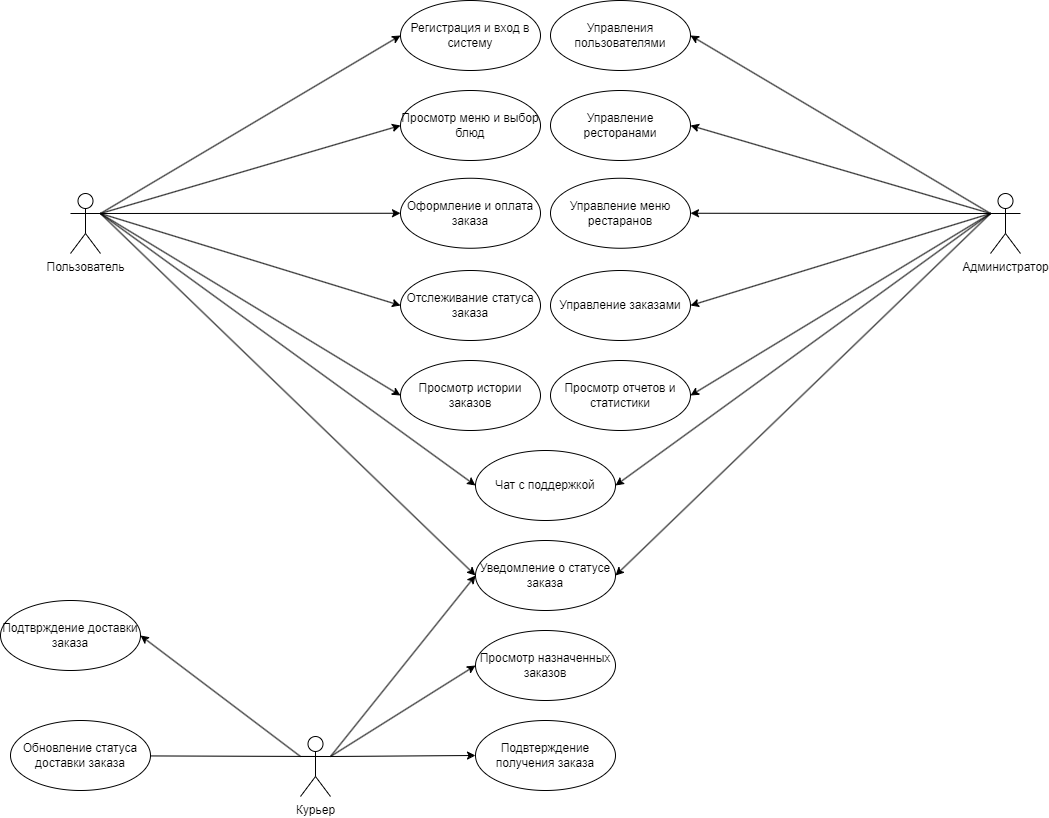 Регистрация и вход в
систему
Управления
пользователями
Просмотр меню и выбор
блюд
Управление
ресторанами
Оформление и оплата
заказа
Управление меню
рестаранов
Пользователь
Администратор
Отслеживание статуса
заказа
Управление заказами
Просмотр истории
заказов
Просмотр отчетов и
статистики
Чат с поддержкой
Уведомление о статусе
заказа
Подтврждение доставки
заказа
Просмотр назначенных
заказов
Обновление статуса
доставки заказа
Подвтерждение
получения заказа
Курьер